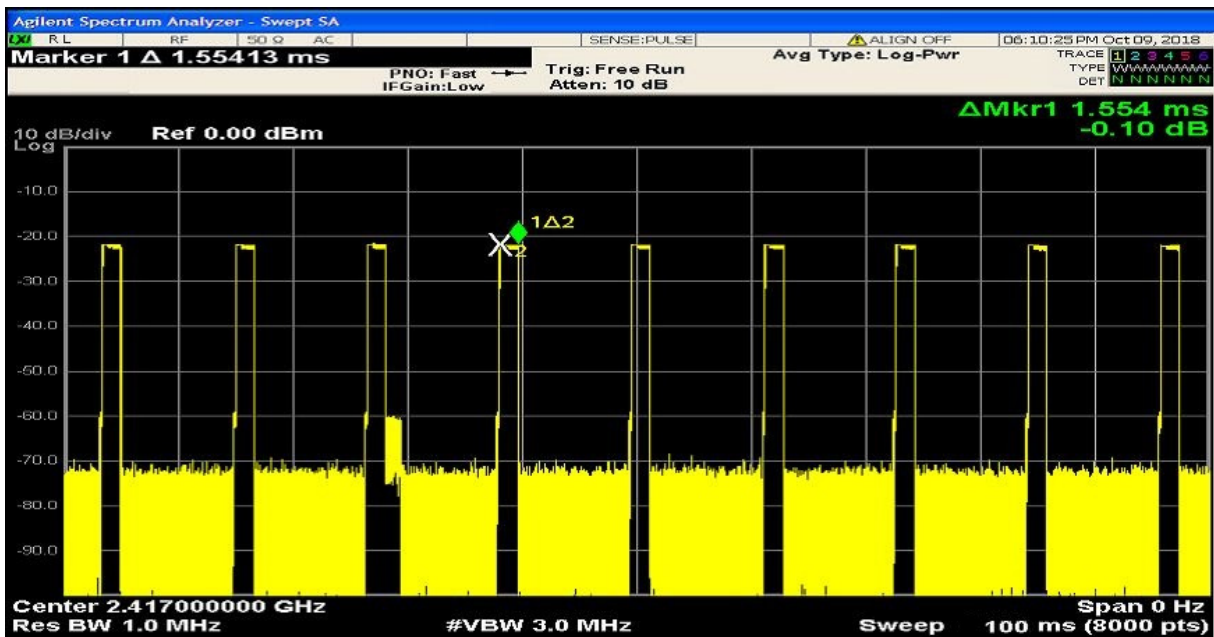 Agilent Spectrum Analyzer - Swept SA
LXI RL RF 50 Ω AC SENSE:PULSE ALIGN OFF 06:10:25 PM Oct 09, 2018
Marker 1 Δ 1.55413 ms
PNO: Fast
IFGain:Low
Trig: Free Run
Atten: 10 dB
Avg Type: Log-Pwr
TRACE 1 2 3 4 5 6
TYPE WWWWWW
DET N N N N N N
ΔMkr1 1.554 ms
-0.10 dB
10 dB/div Ref 0.00 dBm
Log
-10.0
1Δ2
-20.0
X2
-30.0
-40.0
-50.0
-60.0
-70.0
-80.0
-90.0
Center 2.417000000 GHz Span 0 Hz
Res BW 1.0 MHz #VBW 3.0 MHz Sweep 100 ms (8000 pts)